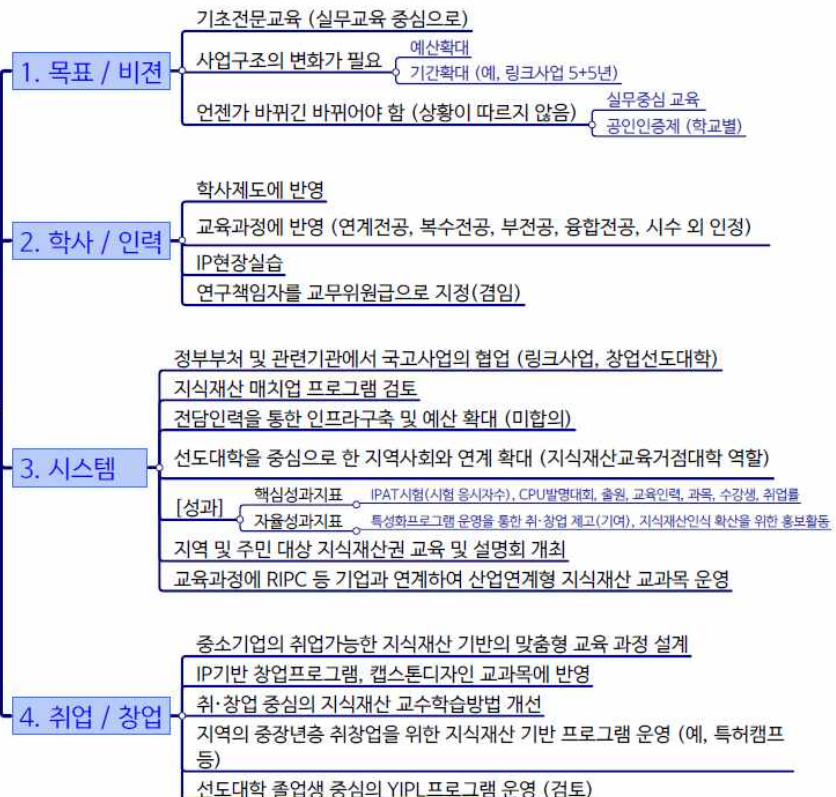 1. 목표 / 비젼
기초전문교육 (실무교육 중심으로)
사업구조의 변화가 필요
예산확대
기간확대 (예, 링크사업 5+5년)
언젠가 바뀌긴 바뀌어야 함 (상황이 따르지 않음)
실무중심 교육
공인인증제 (학교별)
2. 학사 / 인력
학사제도에 반영
교육과정에 반영 (연계전공, 복수전공, 부전공, 융합전공, 시수 외 인정)
IP현장실습
연구책임자를 교무위원급으로 지정(겸임)
3. 시스템
정부부처 및 관련기관에서 국고사업의 협업 (링크사업, 창업선도대학)
지식재산 매치업 프로그램 검토
전담인력을 통한 인프라구축 및 예산 확대 (미합의)
선도대학을 중심으로 한 지역사회와 연계 확대 (지식재산교육거점대학 역할)
[성과]
핵심성과지표
IPAT시험(시험 응시자수), CPU발명대회, 출원, 교육인력, 과목, 수강생, 취업률
자율성과지표
특성화프로그램 운영을 통한 취·창업 제고(기여), 지식재산인식 확산을 위한 홍보활동
지역 및 주민 대상 지식재산권 교육 및 설명회 개최
교육과정에 RIPC 등 기업과 연계하여 산업연계형 지식재산 교과목 운영
4. 취업 / 창업
중소기업의 취업가능한 지식재산 기반의 맞춤형 교육 과정 설계
IP기반 창업프로그램, 캡스톤디자인 교과목에 반영
취·창업 중심의 지식재산 교수학습방법 개선
지역의 중장년층 취창업을 위한 지식재산 기반 프로그램 운영 (예, 특허캠프
등)
선도대학 졸업생 중심의 YIPL프로그램 운영 (검토)